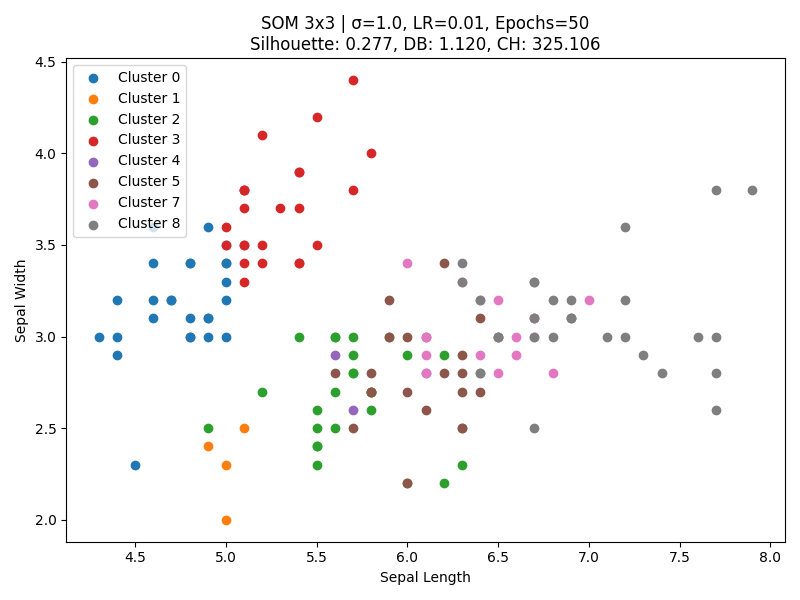 SOM 3x3 | σ=1.0, LR=0.01, Epochs=50
Silhouette: 0.277, DB: 1.120, CH: 325.106
4.5
4.0
3.5
3.0
2.5
2.0
Sepal Width
Cluster 0
Cluster 1
Cluster 2
Cluster 3
Cluster 4
Cluster 5
Cluster 7
Cluster 8
4.5 5.0 5.5 6.0 6.5 7.0 7.5 8.0
Sepal Length